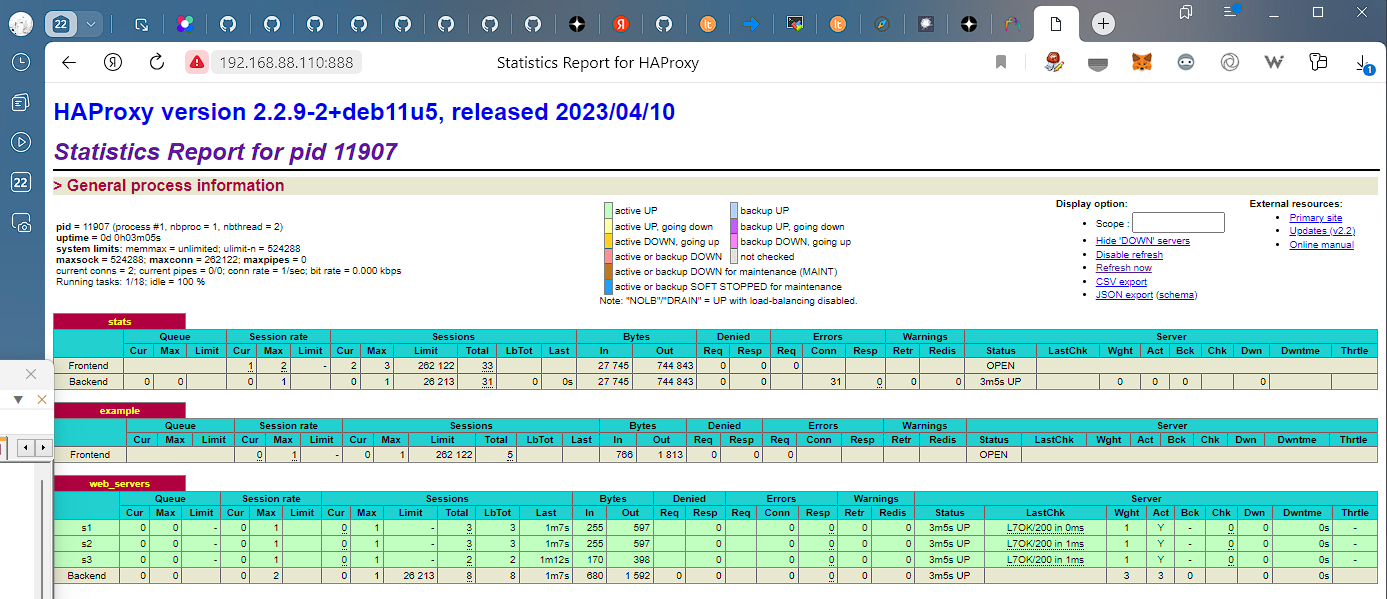 22
192.168.88.110:888
Statistics Report for HAProxy
1
22
HAProxy version 2.2.9-2+deb11u5, released 2023/04/10
Statistics Report for pid 11907
> General process information
pid = 11907 (process #1, nbproc = 1, nbthread = 2)
uptime = 0d 0h03m05s
system limits: memmax = unlimited; ulimit-n = 524288
maxsock = 524288; maxconn = 262122; maxpipes = 0
current conns = 2; current pipes = 0/0; conn rate = 1/sec; bit rate = 0.000 kbps
Running tasks: 1/18; idle = 100 %
active UP backup UP
active UP, going down backup UP, going down
active DOWN, going up backup DOWN, going up
active or backup DOWN not checked
active or backup DOWN for maintenance (MAINT)
active or backup SOFT STOPPED for maintenance
Note: "NOLB"/"DRAIN" = UP with load-balancing disabled.
Display option:
• Scope :
• Hide 'DOWN' servers
• Disable refresh
• Refresh now
• CSV export
• JSON export (schema)
External resources:
• Primary site
• Updates (v2.2)
• Online manual
stats
Queue Session rate Sessions Bytes Denied Errors Warnings Server
Cur Max Limit Cur Max Limit Cur Max Limit Total LbTot Last In Out Req Resp Req Conn Resp Retr Redis Status LastChk Wght Act Bck Chk Dwn Dwntme Thrtle
Frontend 1 2 - 2 3 262 122 33 27 745 744 843 0 0 0 OPEN
Backend 0 0 0 1 0 1 26 213 31 0 0s 27 745 744 843 0 0 31 0 0 0 3m5s UP 0 0 0 0
example
Queue Session rate Sessions Bytes Denied Errors Warnings Server
Cur Max Limit Cur Max Limit Cur Max Limit Total LbTot Last In Out Req Resp Req Conn Resp Retr Redis Status LastChk Wght Act Bck Chk Dwn Dwntme Thrtle
Frontend 0 1 - 0 1 262 122 5 766 1 813 0 0 0 OPEN
web_servers
Queue Session rate Sessions Bytes Denied Errors Warnings Server
Cur Max Limit Cur Max Limit Cur Max Limit Total LbTot Last In Out Req Resp Req Conn Resp Retr Redis Status LastChk Wght Act Bck Chk Dwn Dwntme Thrtle
s1 0 0 - 0 1 0 1 - 3 3 1m7s 255 597 0 0 0 0 0 3m5s UP L7OK/200 in 0ms 1 Y - 0 0 0s -
s2 0 0 - 0 1 0 1 - 3 3 1m7s 255 597 0 0 0 0 0 3m5s UP L7OK/200 in 1ms 1 Y - 0 0 0s -
s3 0 0 - 0 1 0 1 - 2 2 1m12s 170 398 0 0 0 0 0 3m5s UP L7OK/200 in 1ms 1 Y - 0 0 0s -
Backend 0 0 0 2 0 1 26 213 8 8 1m7s 680 1 592 0 0 0 0 0 0 3m5s UP 3 3 0 0 0s